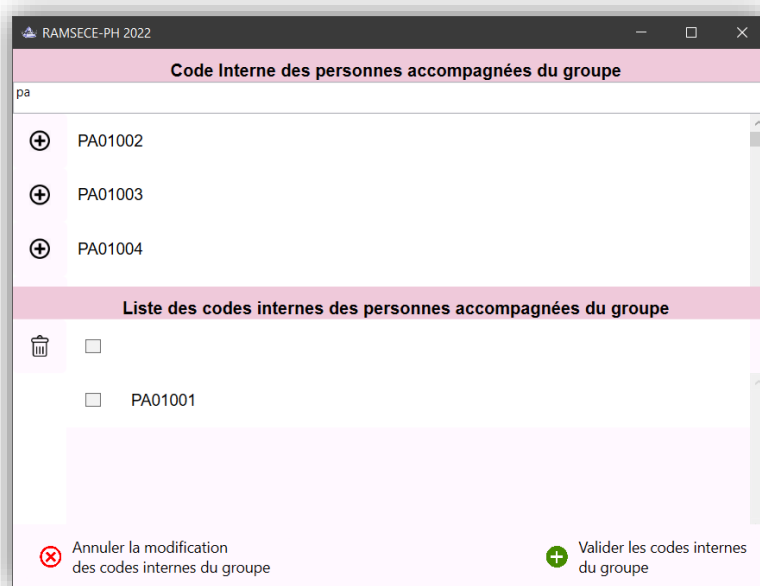 RAMSECE-PH 2022
Code Interne des personnes accompagnées du groupe
pa
PA01002
PA01003
PA01004
Liste des codes internes des personnes accompagnées du groupe
PA01001
Annuler la modification
des codes internes du groupe
Valider les codes internes
du groupe